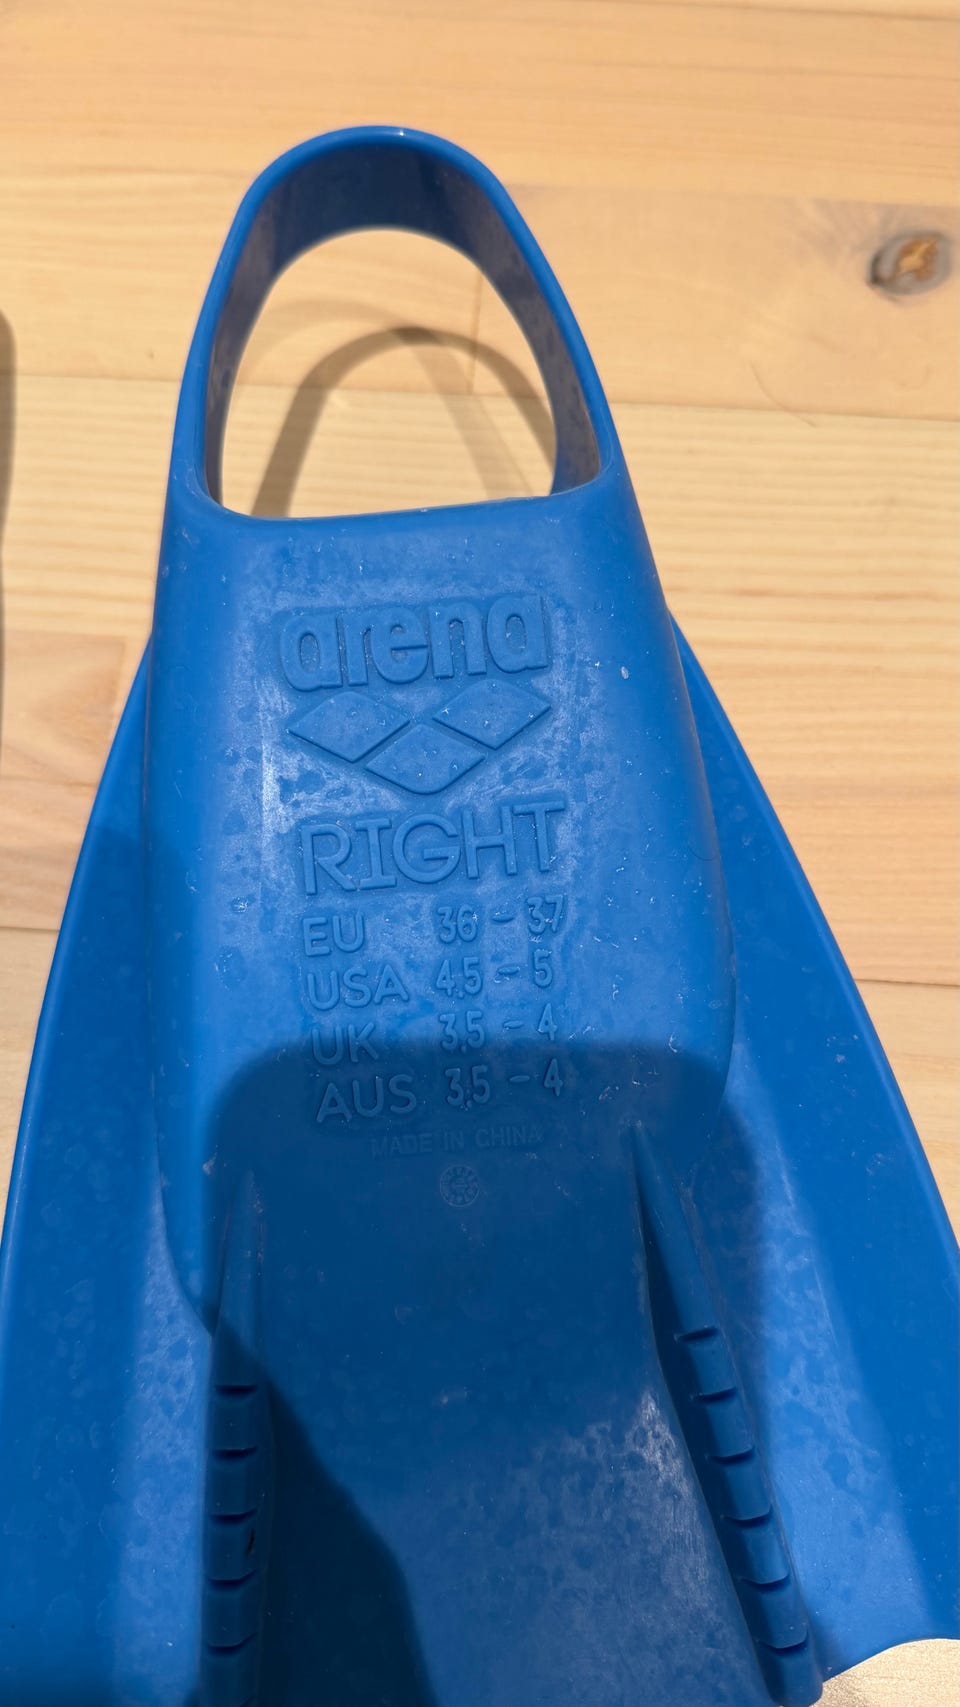 arena
RIGHT
EU 36 - 37
USA 4,5 - 5
UK 3,5 - 4
AUS 3,5 - 4
MADE IN CHINA